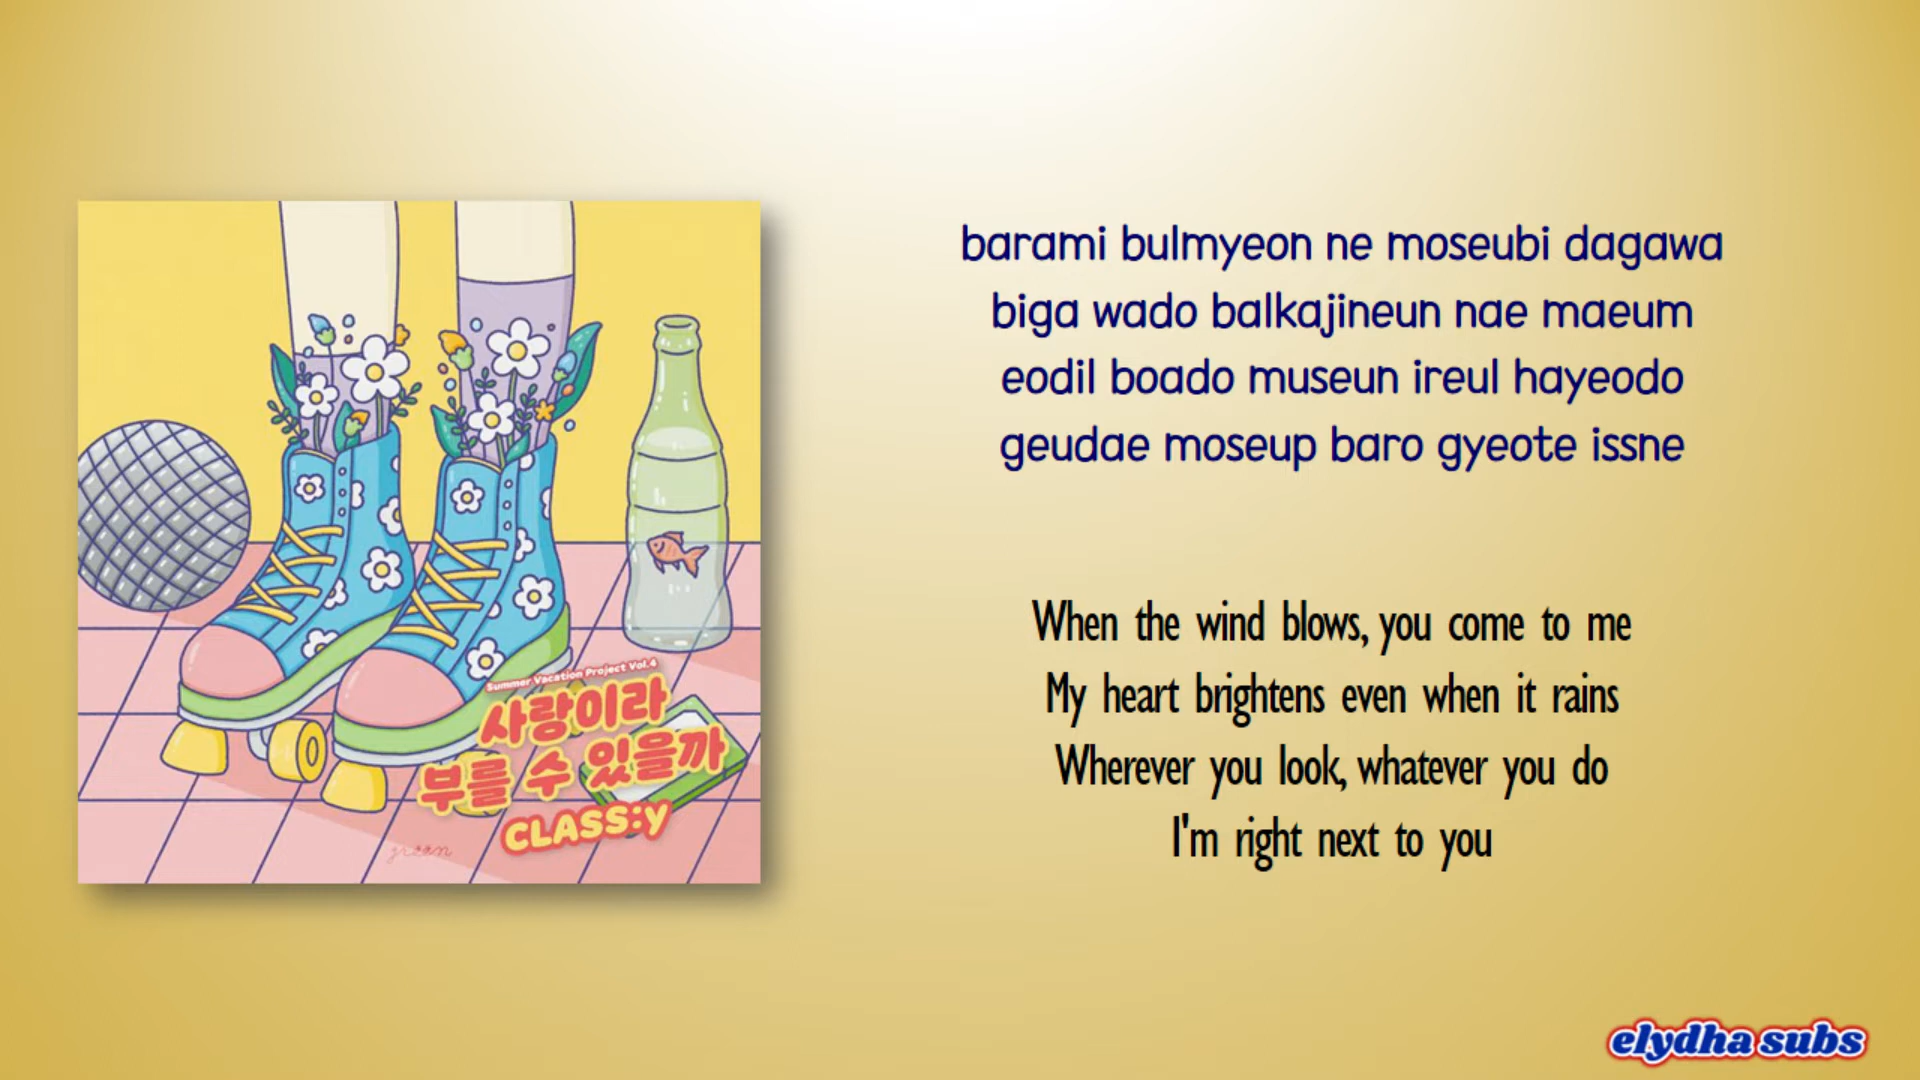 barami bulmyeon ne moseubi dagawa
biga wado balkajineun nae maeum
eodil boado museun ireul hayeodo
geudae moseup baro gyeote issne
When the wind blows, you come to me
My heart brightens even when it rains
Wherever you look, whatever you do
I'm right next to you
Summer Vacation Project Vol.4
사랑이라
부를 수 있을까
CLASS:y
green
elydha subs